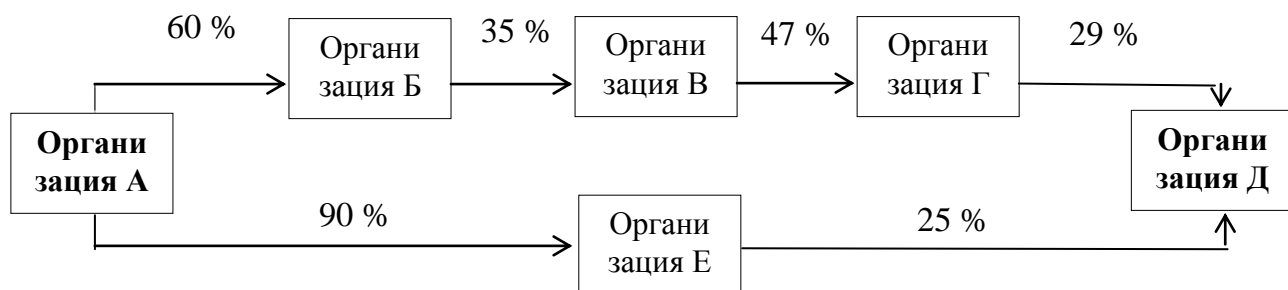 60 %
Органи
зация Б
35 %
Органи
зация В
47 %
Органи
зация Г
29 %
Органи
зация А
Органи
зация Д
90 %
Органи
зация Е
25 %